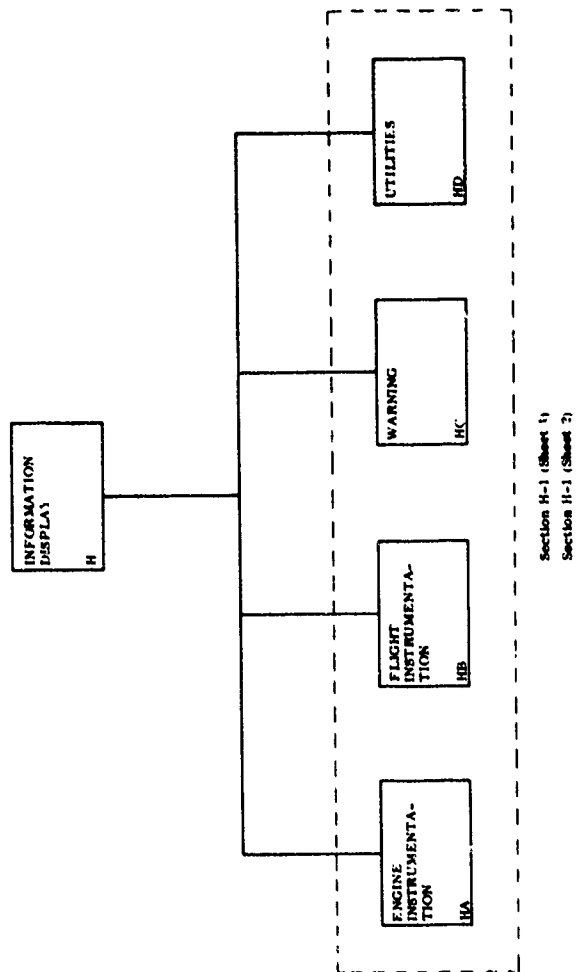 INFORMATION
DISPLAY
H
ENGINE
INSTRUMENTA-
TION
HA
FLIGHT
INSTRUMENTA-
TION
HB
WARNING
HC
UTILITIES
HD
Section H-1 (Sheet 1)
Section H-1 (Sheet 2)